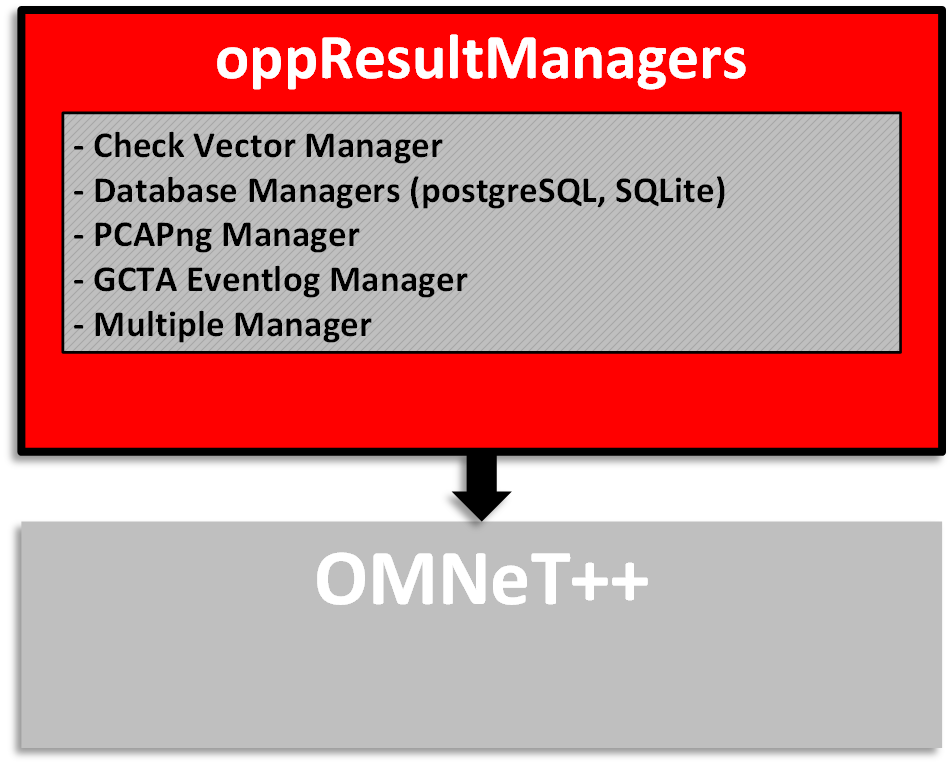 oppResultManagers
- Check Vector Manager
- Database Managers (postgreSQL, SQLite)
- PCAPng Manager
- GCTA Eventlog Manager
- Multiple Manager
OMNeT++